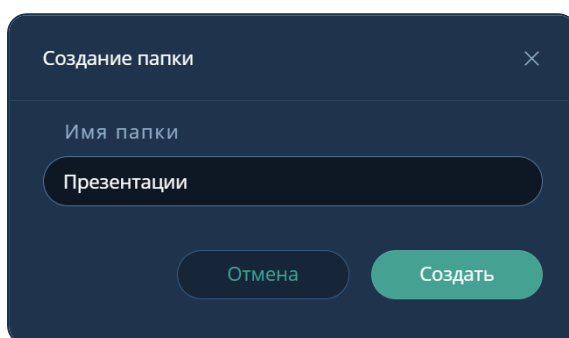 Создание папки
Имя папки
Презентации
Отмена
Создать